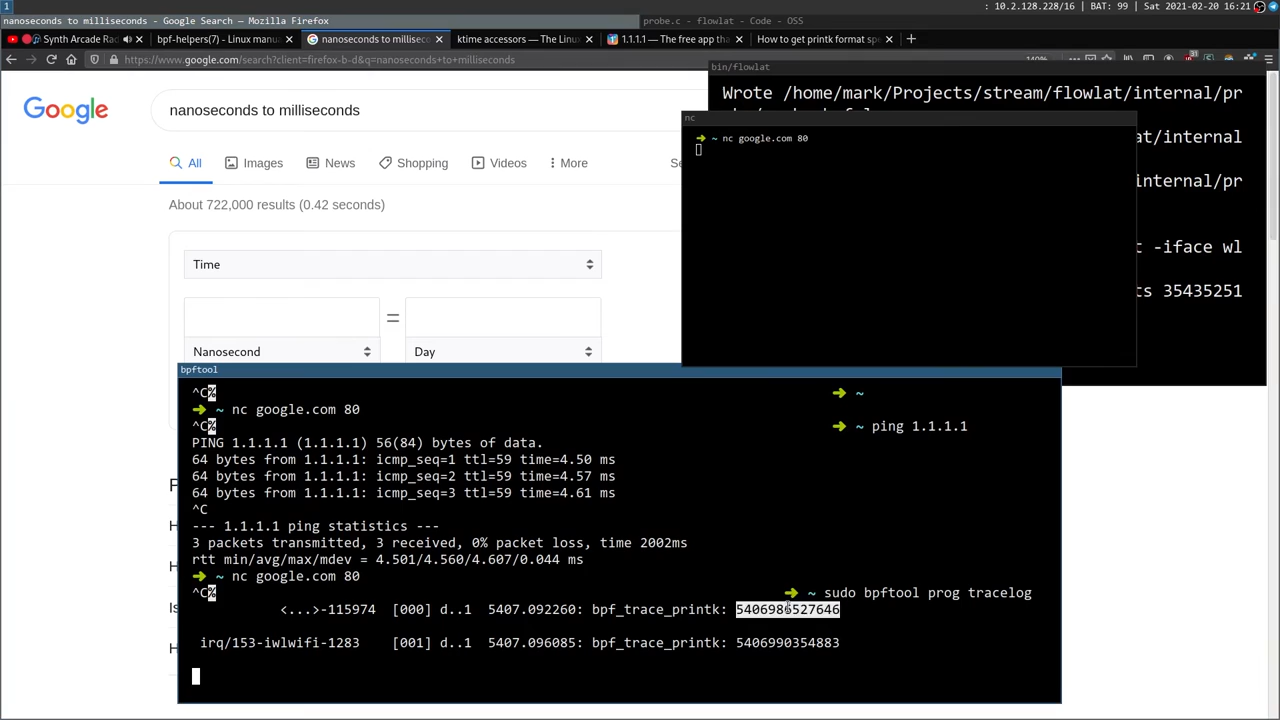 1
: 10.2.128.228/16 | BAT: 99 | Sat 2021-02-20 16:21
nanoseconds to milliseconds - Google Search — Mozilla Firefox
probe.c - flowlat - Code - OSS
Synth Arcade Rad
bpf-helpers(7) - Linux manu
nanoseconds to millisec
ktime accessors — The Linu
1.1.1.1 — The free app tha
How to get printk format spe
https://www.google.com/search?client=firefox-b-d&q=nanoseconds+to+milliseconds
140%
bin/flowlat
Google
nanoseconds to milliseconds
Wrote /home/mark/Projects/stream/flowlat/internal/pr
nc
➜ ~ nc google.com 80
at/internal
internal/pr
t -iface wl
ts 35435251
All
Images
News
Shopping
Videos
More
Se
About 722,000 results (0.42 seconds)
Time
=
Nanosecond
Day
bpftool
^C%
➜ ~
➜ ~ nc google.com 80
^C%
➜ ~ ping 1.1.1.1
PING 1.1.1.1 (1.1.1.1) 56(84) bytes of data.
64 bytes from 1.1.1.1: icmp_seq=1 ttl=59 time=4.50 ms
64 bytes from 1.1.1.1: icmp_seq=2 ttl=59 time=4.57 ms
64 bytes from 1.1.1.1: icmp_seq=3 ttl=59 time=4.61 ms
^C
--- 1.1.1.1 ping statistics ---
3 packets transmitted, 3 received, 0% packet loss, time 2002ms
rtt min/avg/max/mdev = 4.501/4.560/4.607/0.044 ms
➜ ~ nc google.com 80
^C%
➜ ~ sudo bpftool prog tracelog
<...>-115974 [000] d..1 5407.092260: bpf_trace_printk: 5406986527646
irq/153-iwlwifi-1283 [001] d..1 5407.096085: bpf_trace_printk: 5406990354883